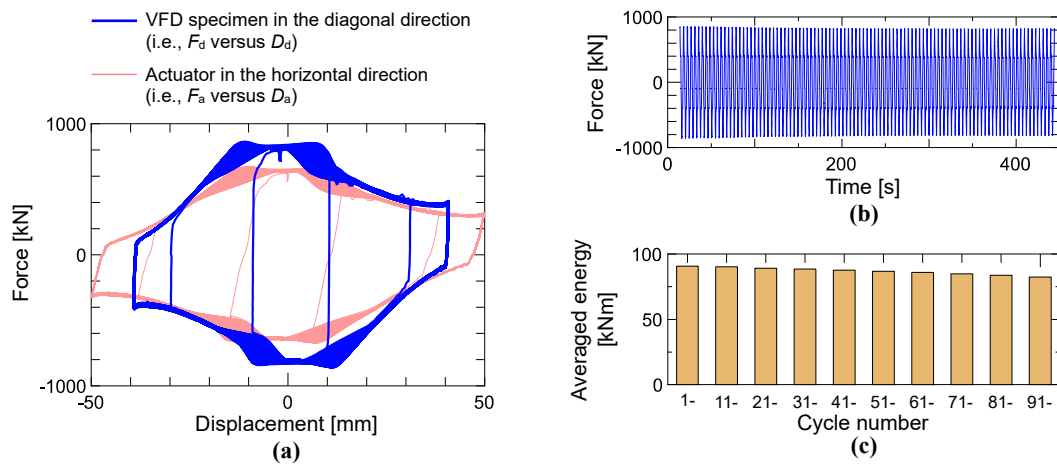 VFD specimen in the diagonal direction
(i.e., Fd versus Dd)
Actuator in the horizontal direction
(i.e., Fa versus Da)
1000
0
-1000
Force [kN]
-50
0
50
Displacement [mm]
(a)
1000
0
-1000
Force [kN]
0
200
400
Time [s]
(b)
100
50
0
Averaged energy
[kNm]
1- 11- 21- 31- 41- 51- 61- 71- 81- 91-
Cycle number
(c)